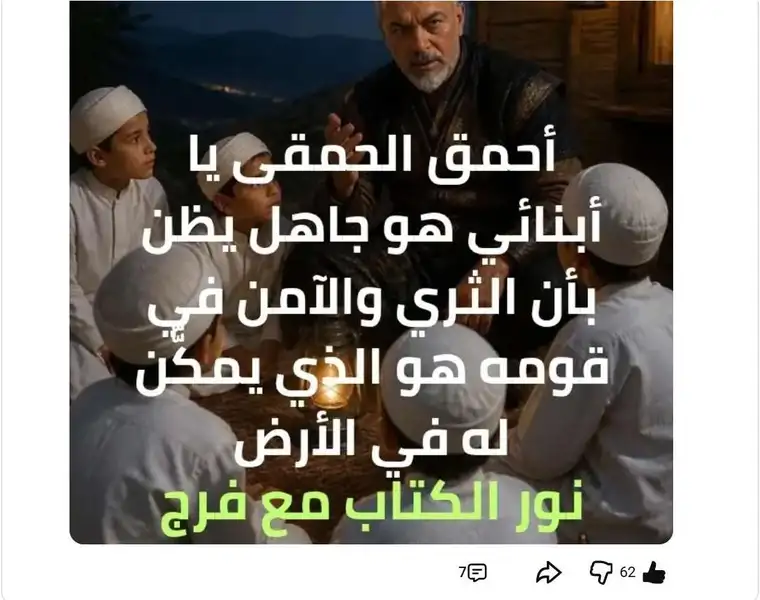 أحمق الحمقى يا
أبنائي هو جاهل يظن
بأن الثري والآمن في
قومه هو الذي يمكَّن
له في الأرض
نور الكتاب مع فرج
7
62